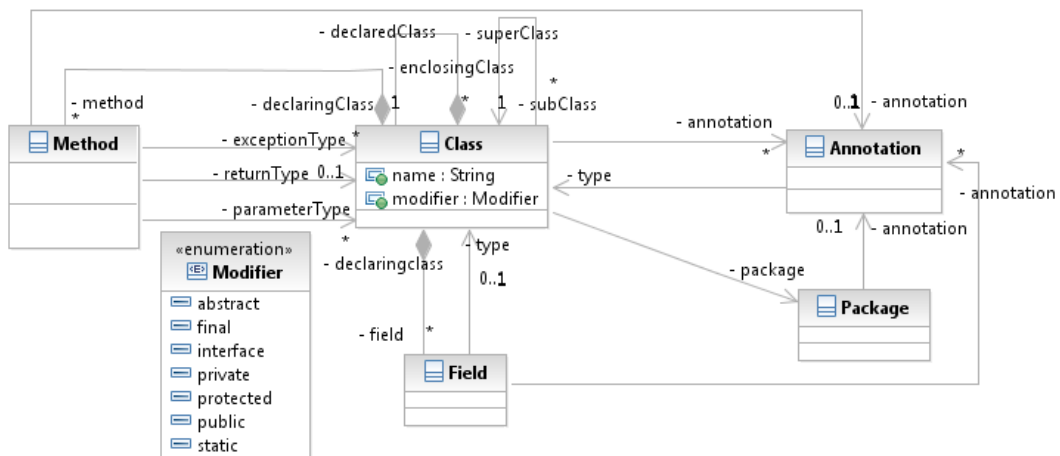 - declaredClass - superClass
- enclosingClass *
- method - declaringClass 1 * 1 - subClass 0..1 - annotation
*
Method - exceptionType * Class - annotation * Annotation *
- returnType 0..1 name : String - type - annotation
modifier : Modifier
- parameterType
* 0..1 - annotation
«enumeration» - type
Modifier - declaringclass - package
0..1
abstract Package
final
interface - field *
private Field
protected - annotation
public
static